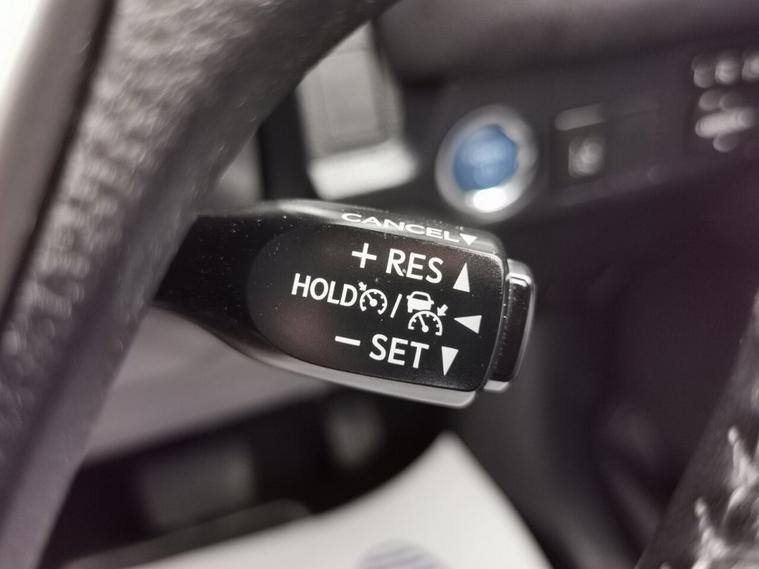 CANCEL▼
+ RES ▲
HOLD / ◀
− SET ▼